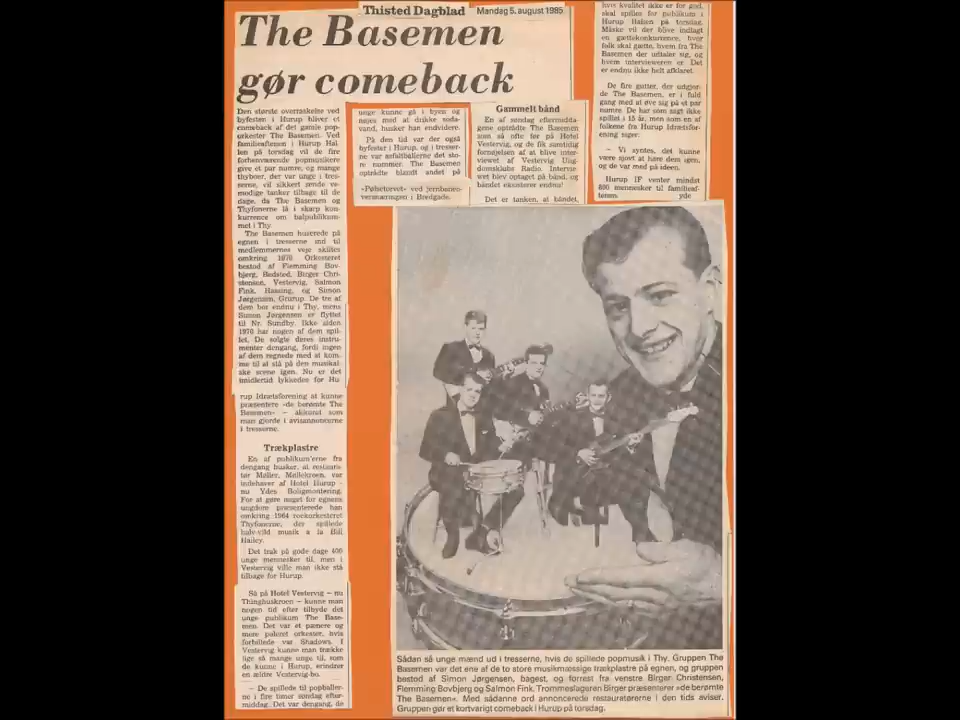 Thisted Dagblad
Mandag 5. august 1985
The Basemen
gør comeback
Den største overraskelse ved
byfesten i Hurup bliver et
comeback af det gamle pop-
orkester The Basemen. Ved
familieaftenen i Hurup Hal-
len på torsdag vil de fire
forhenværende popmusikere
give et par numre, og mange
thyboer, der var unge i tres-
serne, vil sikkert sende ve-
modige tanker tilbage til de
dage, da The Basemen og
Thyfonerne lå i skarp kon-
kurrence om balpublikum-
met i Thy.
The Basemen huserede på
egnen i tresserne ind til
medlemmernes veje skiltes
omkring 1970. Orkesteret
bestod af Flemming Bov-
bjerg, Bedsted, Birger Chri-
stensen, Vestervig, Salmon
Fink, Hassing, og Simon
Jørgensen, Grurup. De tre af
dem bor endnu i Thy, mens
Simon Jørgensen er flyttet
til Nr. Sundby. Ikke siden
1970 har nogen af dem spil-
let. De solgte deres instru-
menter dengang, fordi ingen
af dem regnede med at kom-
me til at stå på den musikal-
ske scene igen. Nu er det
imidlertid lykkedes for Hu-
rup Idrætsforening at kunne
præsentere »de berømte The
Basemen« – akkurat som
man gjorde i avisannoncerne
i tresserne.
Trækplastre
En af publikum'erne fra
dengang husker, at restaura-
tør Møller, Møllekroen, var
indehaver af Hotel Hurup -
nu Ydes Boligmontering.
For at gøre noget for egnens
ungdom præsenterede han
omkring 1964 rockorkesteret
Thyfonerne, der spillede
halv-vild musik a la Bill
Hailey.
Det trak på gode dage 400
unge mennesker til, men i
Vestervig ville man ikke stå
tilbage for Hurup.
Så på Hotel Vestervig – nu
Thinghuskroen – kunne man
nogen tid efter tilbyde det
unge publikum The Base-
men. Det var et pænere og
mere poleret orkester, hvis
forbillede var Shadows. I
Vestervig kunne man trække
lige så mange unge til, som
de kunne i Hurup, erindrer
en ældre Vestervig-bo.
– De spillede til popballer-
ne i fire timer søndag efter-
middag. Det var dengang, de
unge kunne gå i byen og
nøjes med at drikke soda-
vand, husker han endvidere.
På den tid var der også
byfester i Hurup, og i tresser-
ne var asfaltballerne det sto-
re nummer. The Basemen
optrådte blandt andet på
»Pølsetorvet« ved jernbane-
overskæringen i Bredgade.
Gammelt bånd
En af søndag eftermidda-
gene optrådte The Basemen
som så ofte før på Hotel
Vestervig, og de fik samtidig
fornøjelsen af at blive inter-
viewet af Vestervig Ung-
domsklubs Radio. Intervie-
wet blev optaget på bånd, og
båndet eksisterer endnu!
Det er tanken, at båndet,
hvis kvalitet ikke er for god,
skal spilles for publikum i
Hurup Hallen på torsdag.
Måske vil der blive indlagt
en gættekonkurrence, hvor
folk skal gætte, hvem fra The
Basemen der udtaler sig, og
hvem intervieweren er. Det
er endnu ikke helt afklaret.
De fire gutter, der udgjor-
de The Basemen, er i fuld
gang med at øve sig på et par
numre. De har som sagt ikke
spillet i 15 år, men som en af
folkene fra Hurup Idrætsfor-
ening siger:
– Vi syntes, det kunne
være sjovt at høre dem igen,
og de var med på ideen.
Hurup IF venter mindst
800 mennesker til familieaf-
tenen. yde
Sådan så unge mænd ud i tresserne, hvis de spillede popmusik i Thy. Gruppen The
Basemen var det ene af de to store musikmæssige trækplastre på egnen, og gruppen
bestod af Simon Jørgensen, bagest, og forrest fra venstre Birger Christensen,
Flemming Bovbjerg og Salmon Fink. Trommeslageren Birger præsenterer »de berømte
The Basemen«. Med sådanne ord annoncerede restauratørerne i den tids aviser.
Gruppen gør et kortvarigt comeback i Hurup på torsdag.